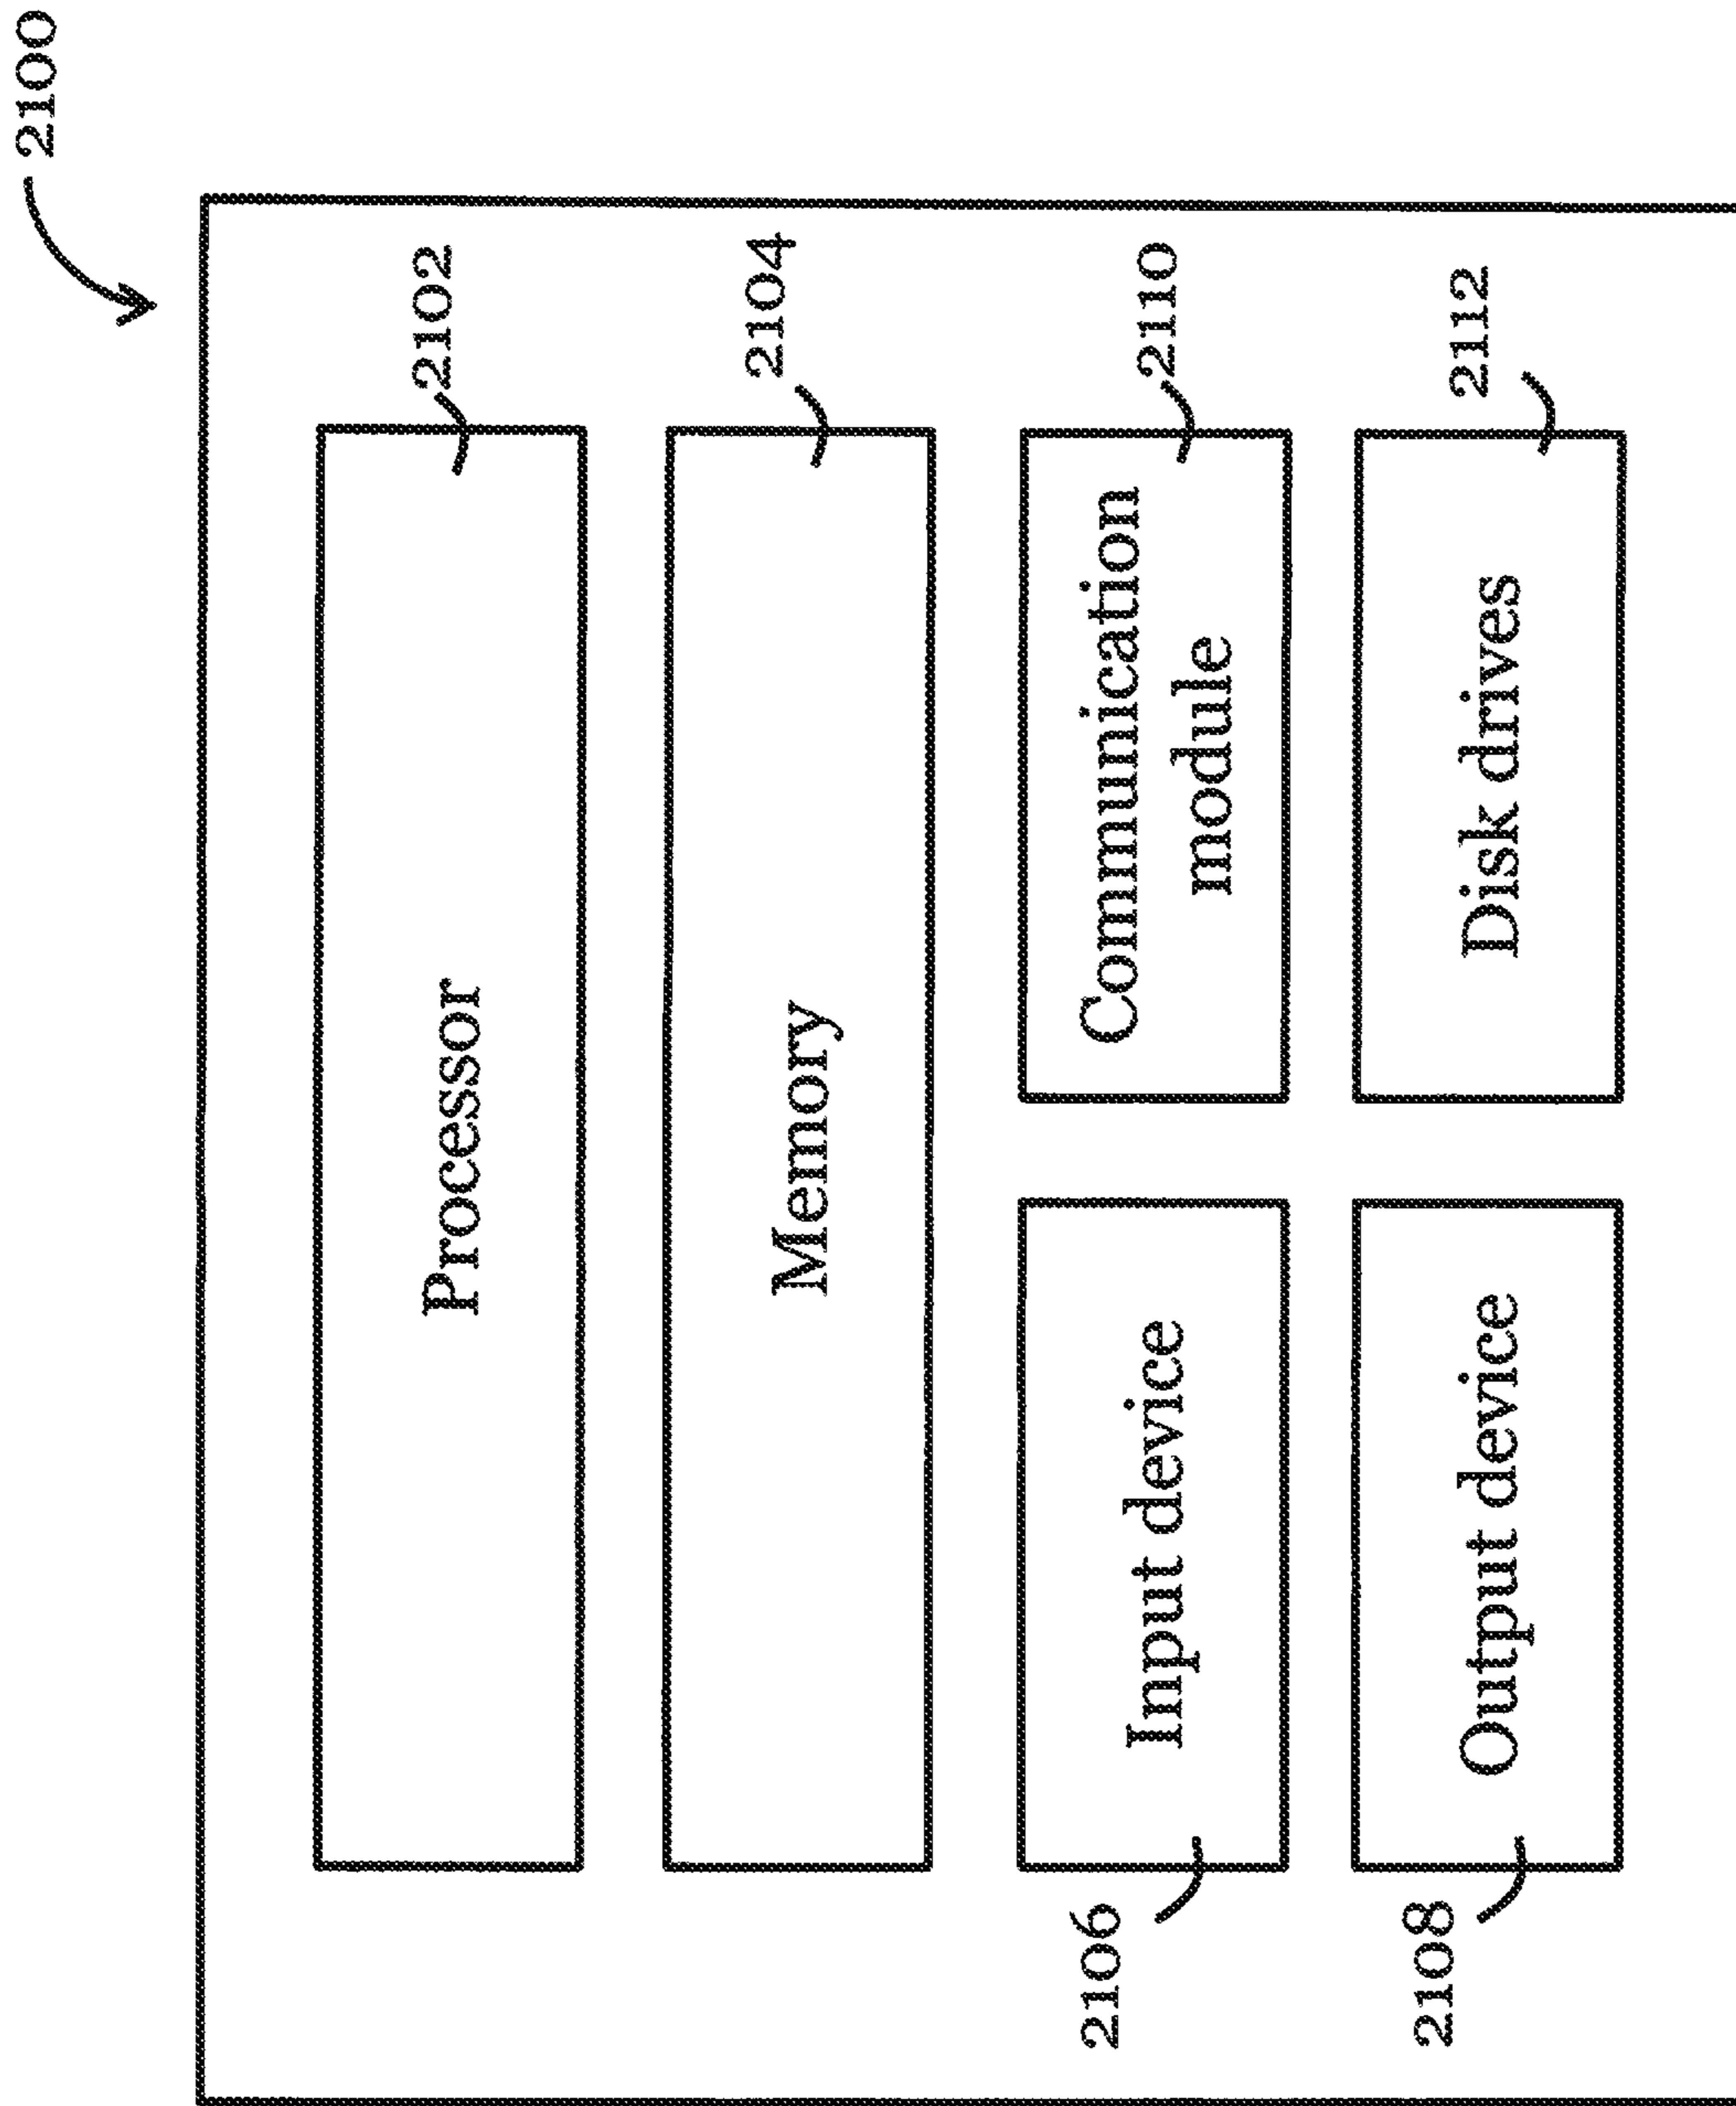 2100
Processor
2102
Memory
2104
Input device
2106
Communication
module
2110
Output device
2108
Disk drives
2112